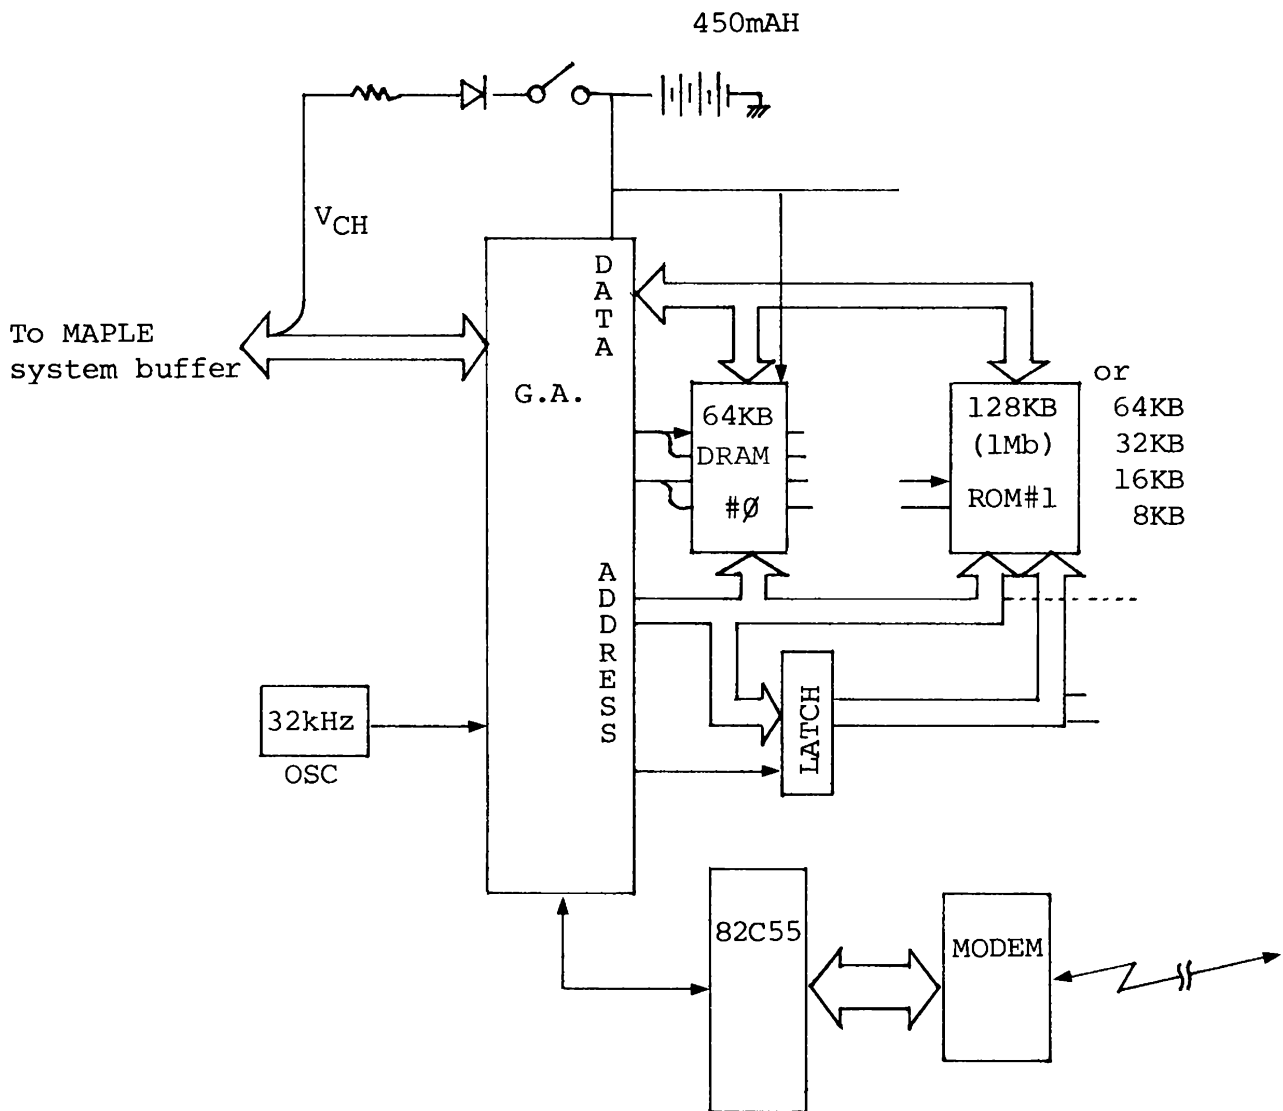 450mAH
VCH
To MAPLE
system buffer
DATA
G.A.
64KB
DRAM
#Ø
128KB
(1Mb)
ROM#1
or
64KB
32KB
16KB
8KB
ADDRESS
LATCH
32kHz
OSC
82C55
MODEM